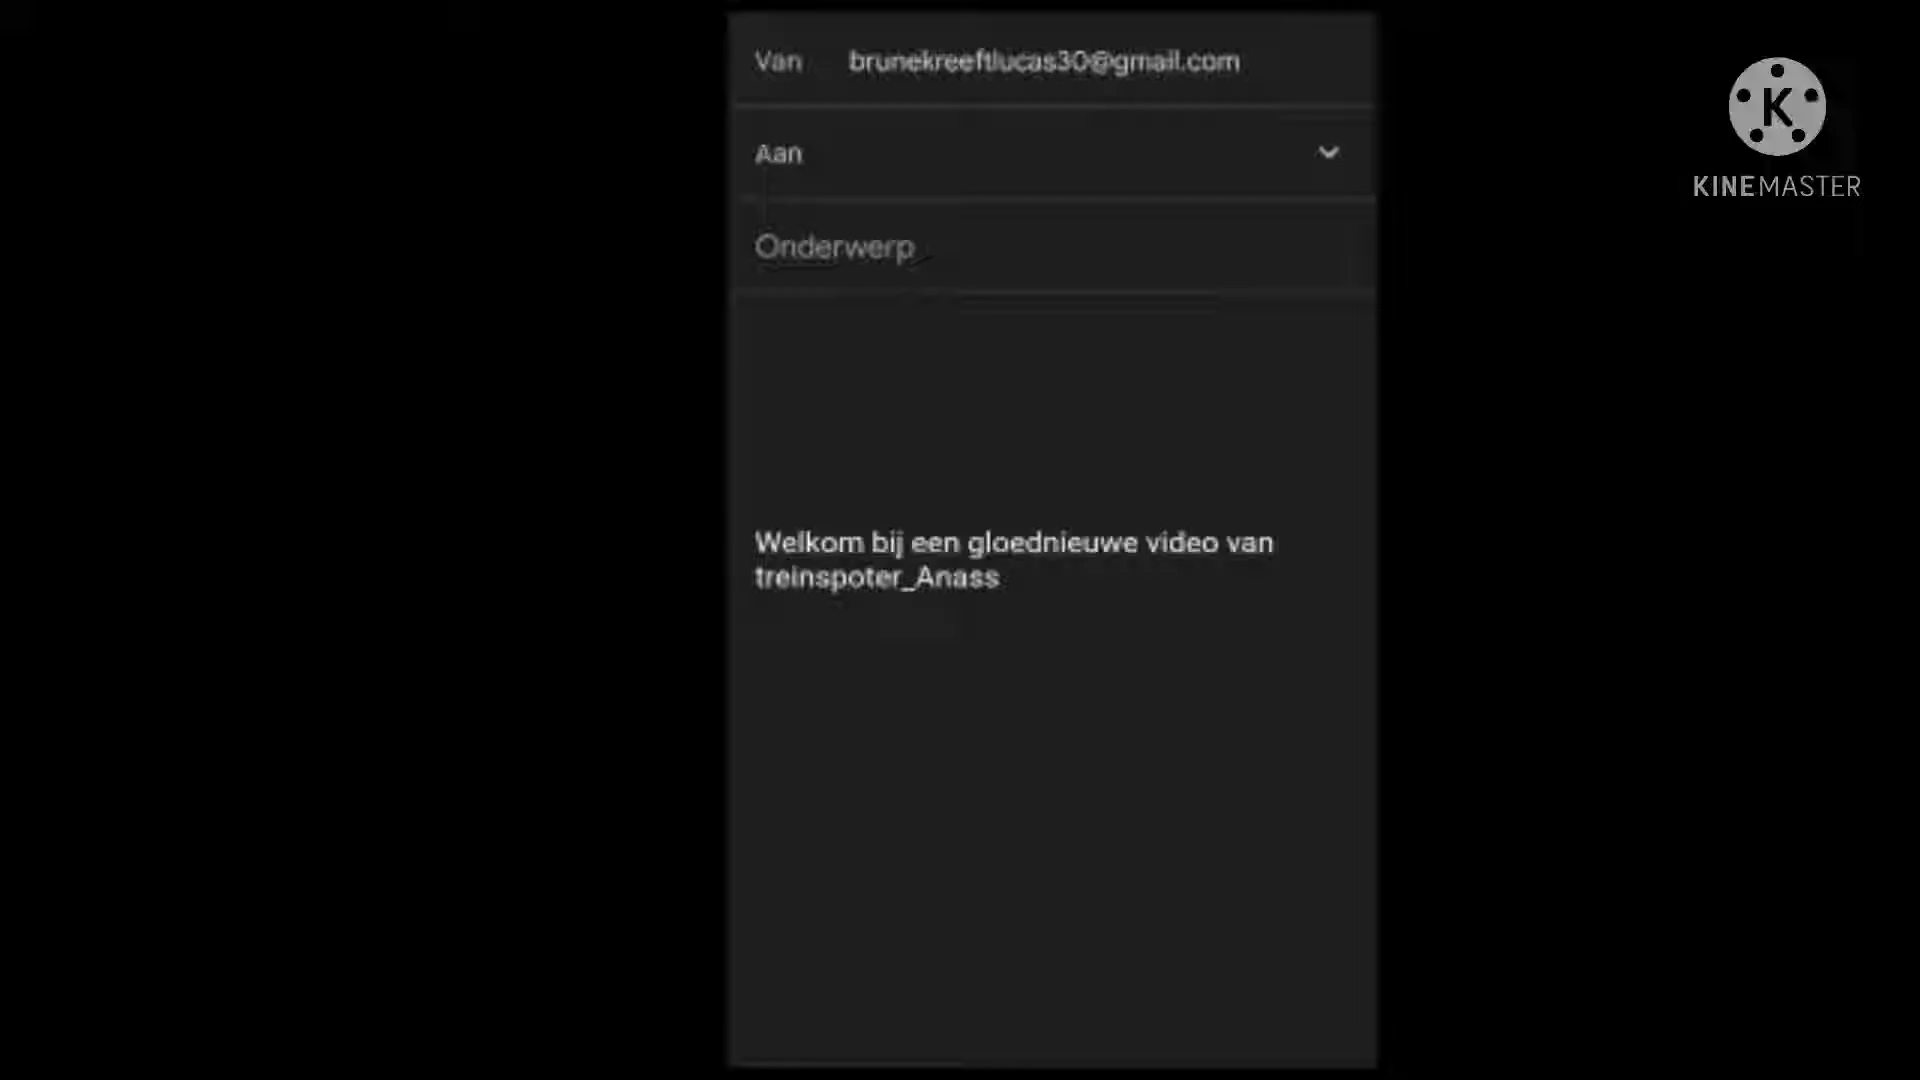 Van brunekreeftlucas30@gmail.com
Aan
Onderwerp
Welkom bij een gloednieuwe video van
treinspoter_Anass
K
KINEMASTER